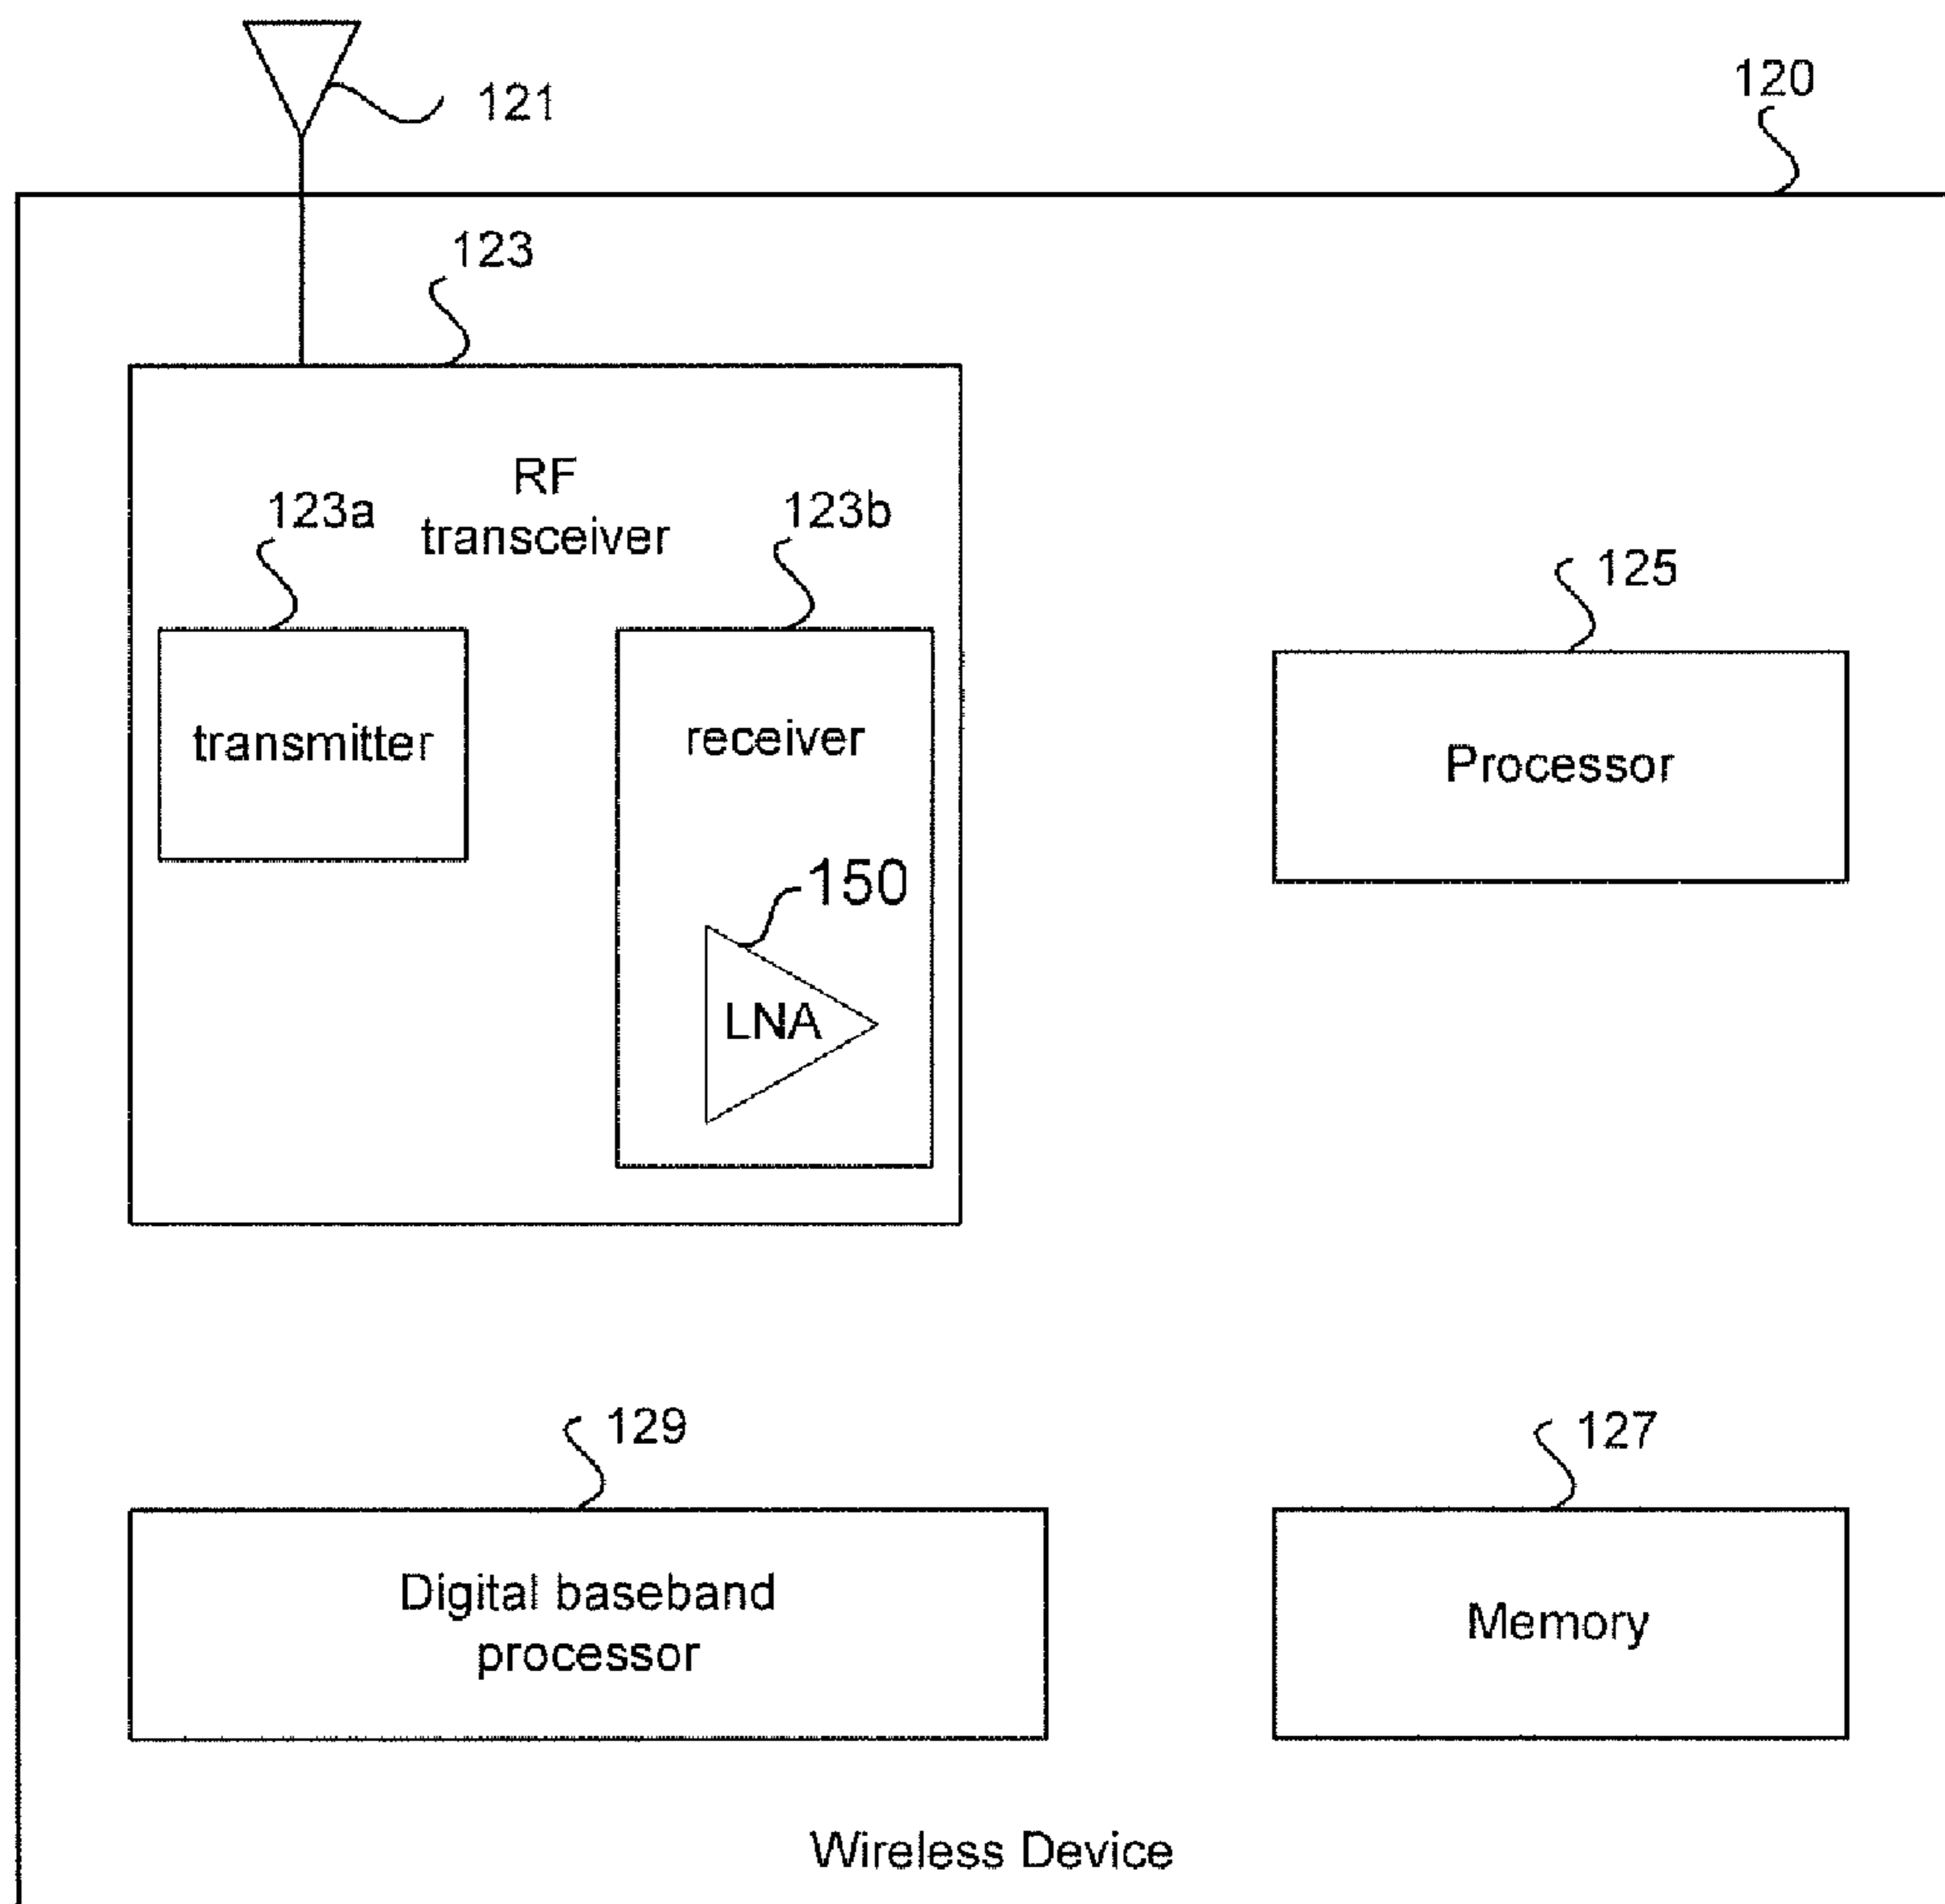 121
120
123
RF
transceiver
123a
123b
125
transmitter
receiver
Processor
150
LNA
129
127
Digital baseband
processor
Memory
Wireless Device